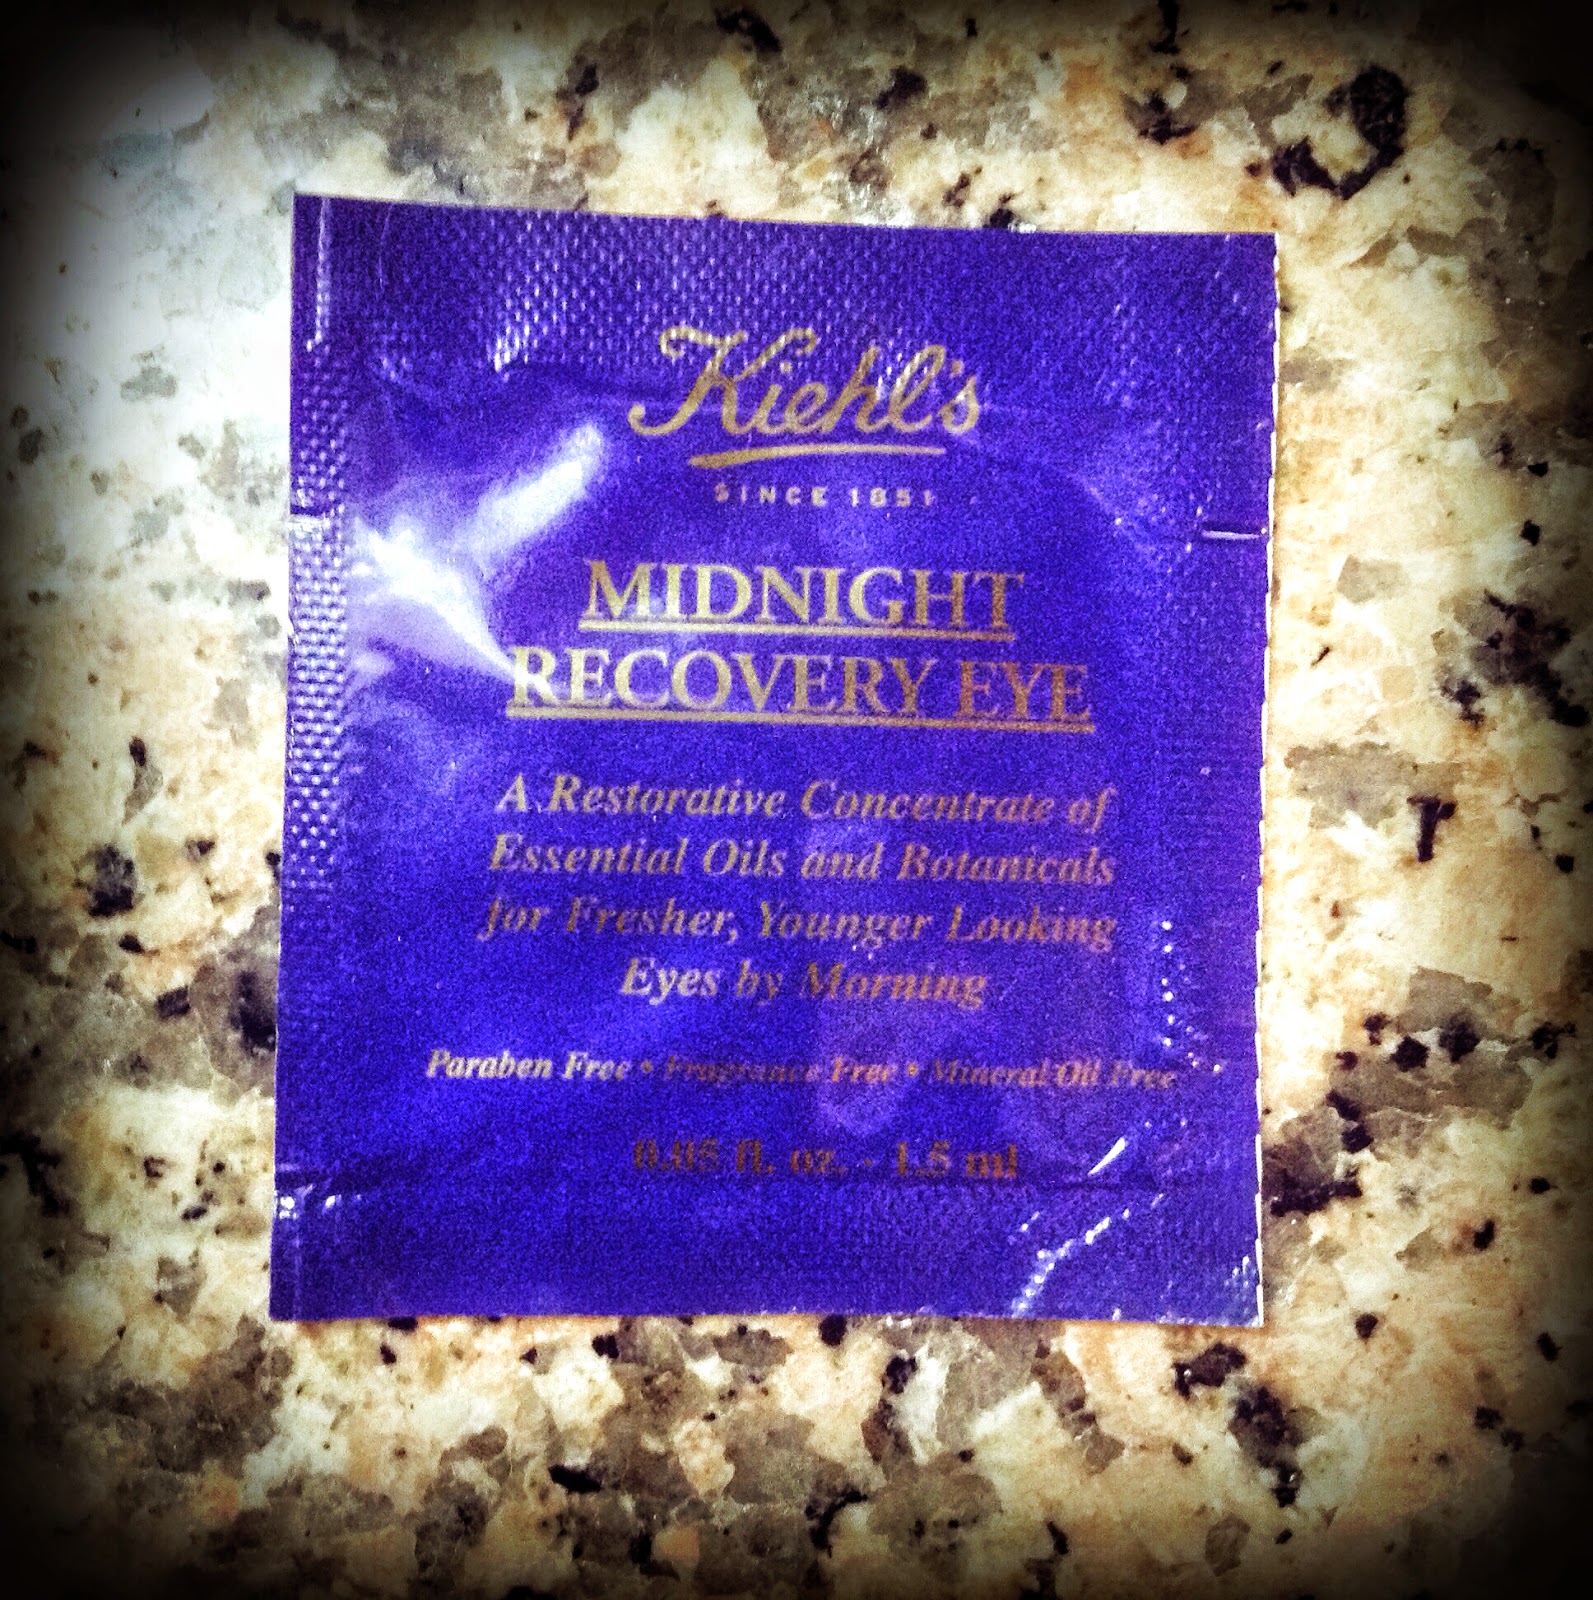 Kiehl's
SINCE 1851
MIDNIGHT
RECOVERY EYE
A Restorative Concentrate of
Essential Oils and Botanicals
for Fresher, Younger Looking
Eyes by Morning
Paraben Free • Fragrance Free • Mineral Oil Free
0.05 fl. oz. - 1.5 ml